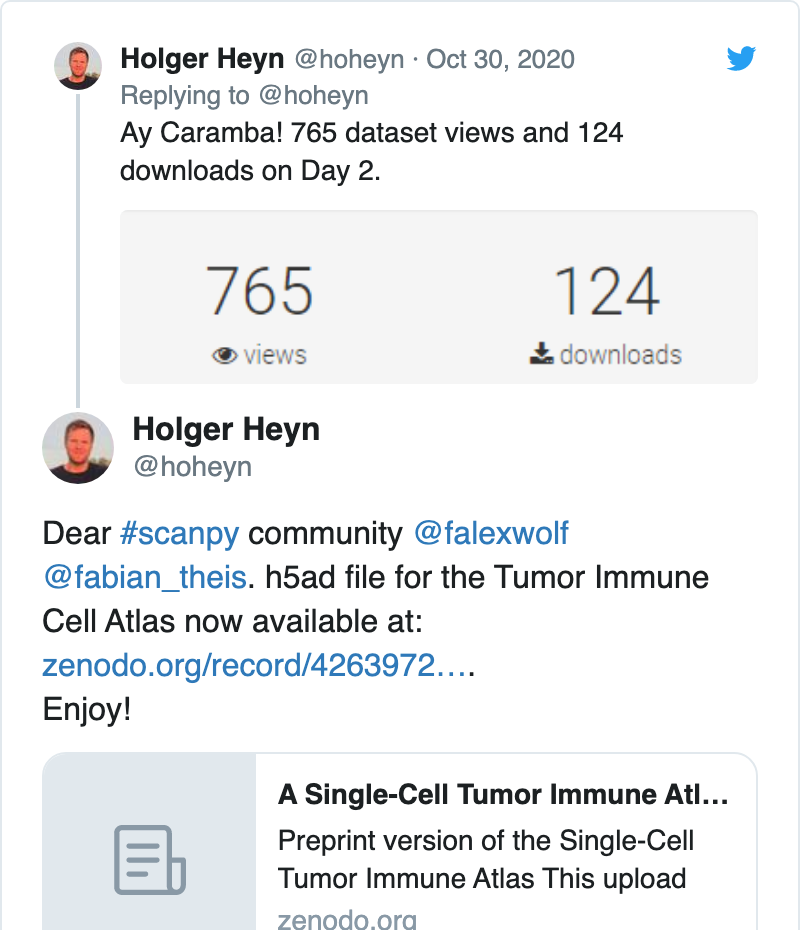 Holger Heyn @hoheyn · Oct 30, 2020
Replying to @hoheyn
Ay Caramba! 765 dataset views and 124
downloads on Day 2.
765 124
views downloads
Holger Heyn
@hoheyn
Dear #scanpy community @falexwolf
@fabian_theis. h5ad file for the Tumor Immune
Cell Atlas now available at:
zenodo.org/record/4263972….
Enjoy!
A Single-Cell Tumor Immune Atl...
Preprint version of the Single-Cell
Tumor Immune Atlas This upload
zenodo.org